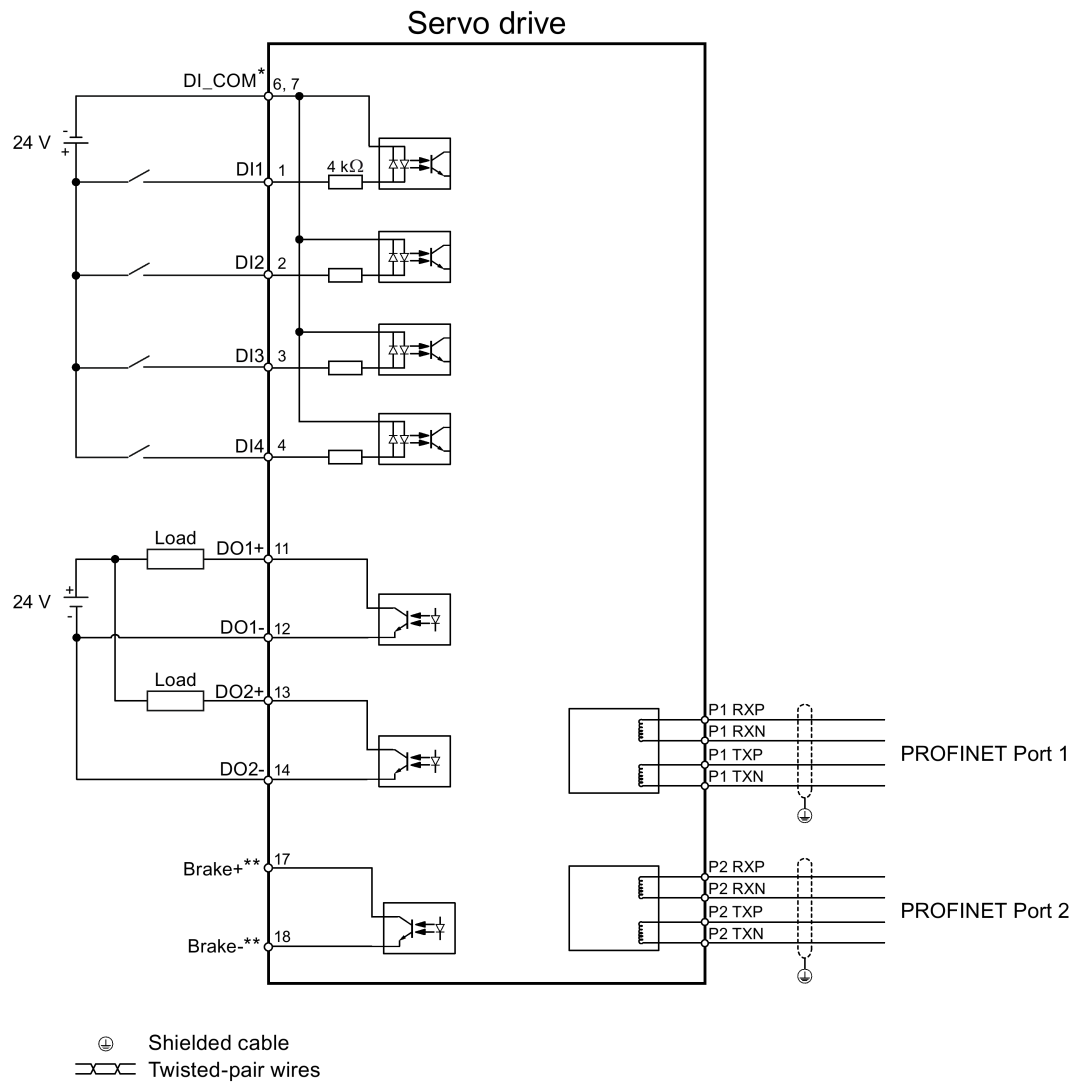 Servo drive
DI_COM*
6, 7
24 V
-
+
DI1
1
4 kΩ
DI2
2
DI3
3
DI4
4
Load
DO1+
11
24 V
+
-
DO1-
12
Load
DO2+
13
DO2-
14
P1 RXP
P1 RXN
P1 TXP
P1 TXN
PROFINET Port 1
Brake+**
17
Brake-**
18
P2 RXP
P2 RXN
P2 TXP
P2 TXN
PROFINET Port 2
Shielded cable
Twisted-pair wires